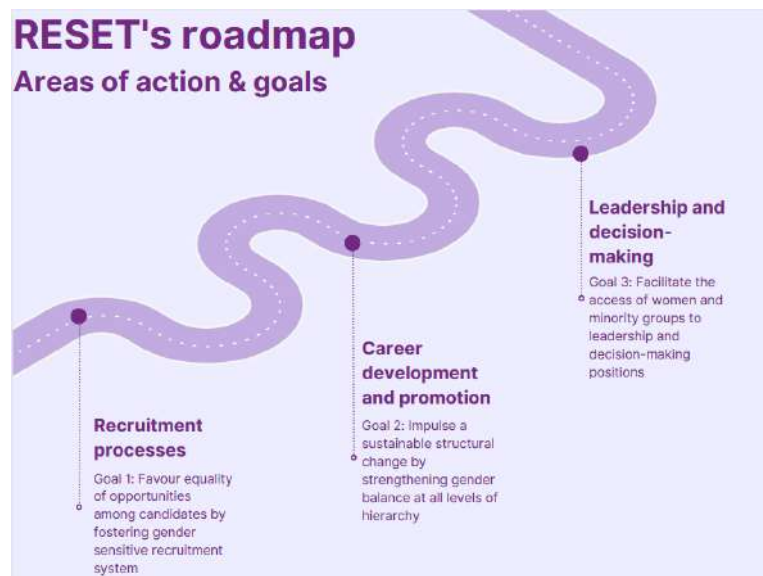 RESET's roadmap
Areas of action & goals
Recruitment
processes
Goal 1: Favour equality
of opportunities
among candidates by
fostering gender
sensitive recruitment
system
Career
development
and promotion
Goal 2: Impulse a
sustainable structural
change by
strengthening gender
balance at all levels of
hierarchy
Leadership and
decision-
making
Goal 3: Facilitate the
access of women and
minority groups to
leadership and
decision-making
positions